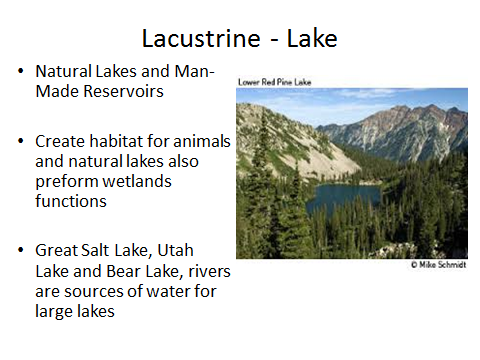 Lacustrine - Lake
• Natural Lakes and Man-
Made Reservoirs
• Create habitat for animals
and natural lakes also
preform wetlands
functions
• Great Salt Lake, Utah
Lake and Bear Lake, rivers
are sources of water for
large lakes
Lower Red Pine Lake
© Mike Schmidt